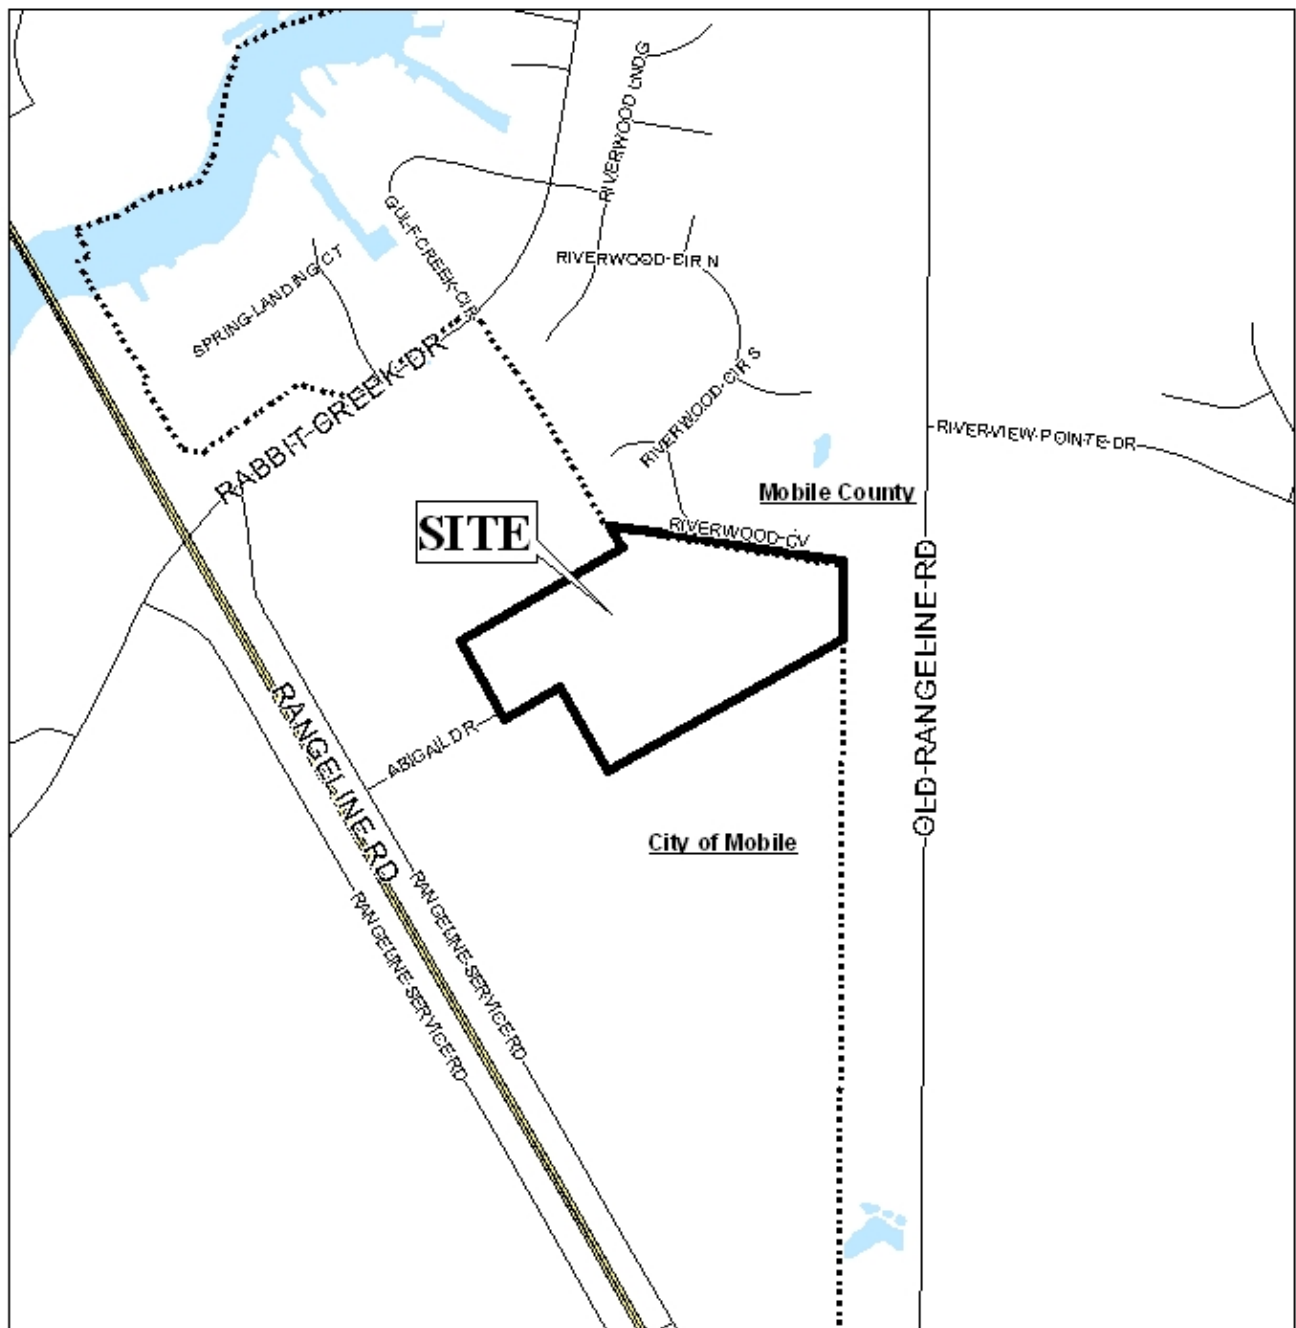 RIVERWOOD LNDG
GULF CREEK CIR
RIVERWOOD CIR N
SPRING LANDING CT
RABBIT CREEK DR
RIVERWOOD CIR S
RIVERVIEW POINTE DR
Mobile County
SITE
RIVERWOOD CV
OLD RANGELINE RD
ABIGAIL DR
RANGELINE RD
City of Mobile
RANGELINE SERVICE RD
RANGELINE SERVICE RD